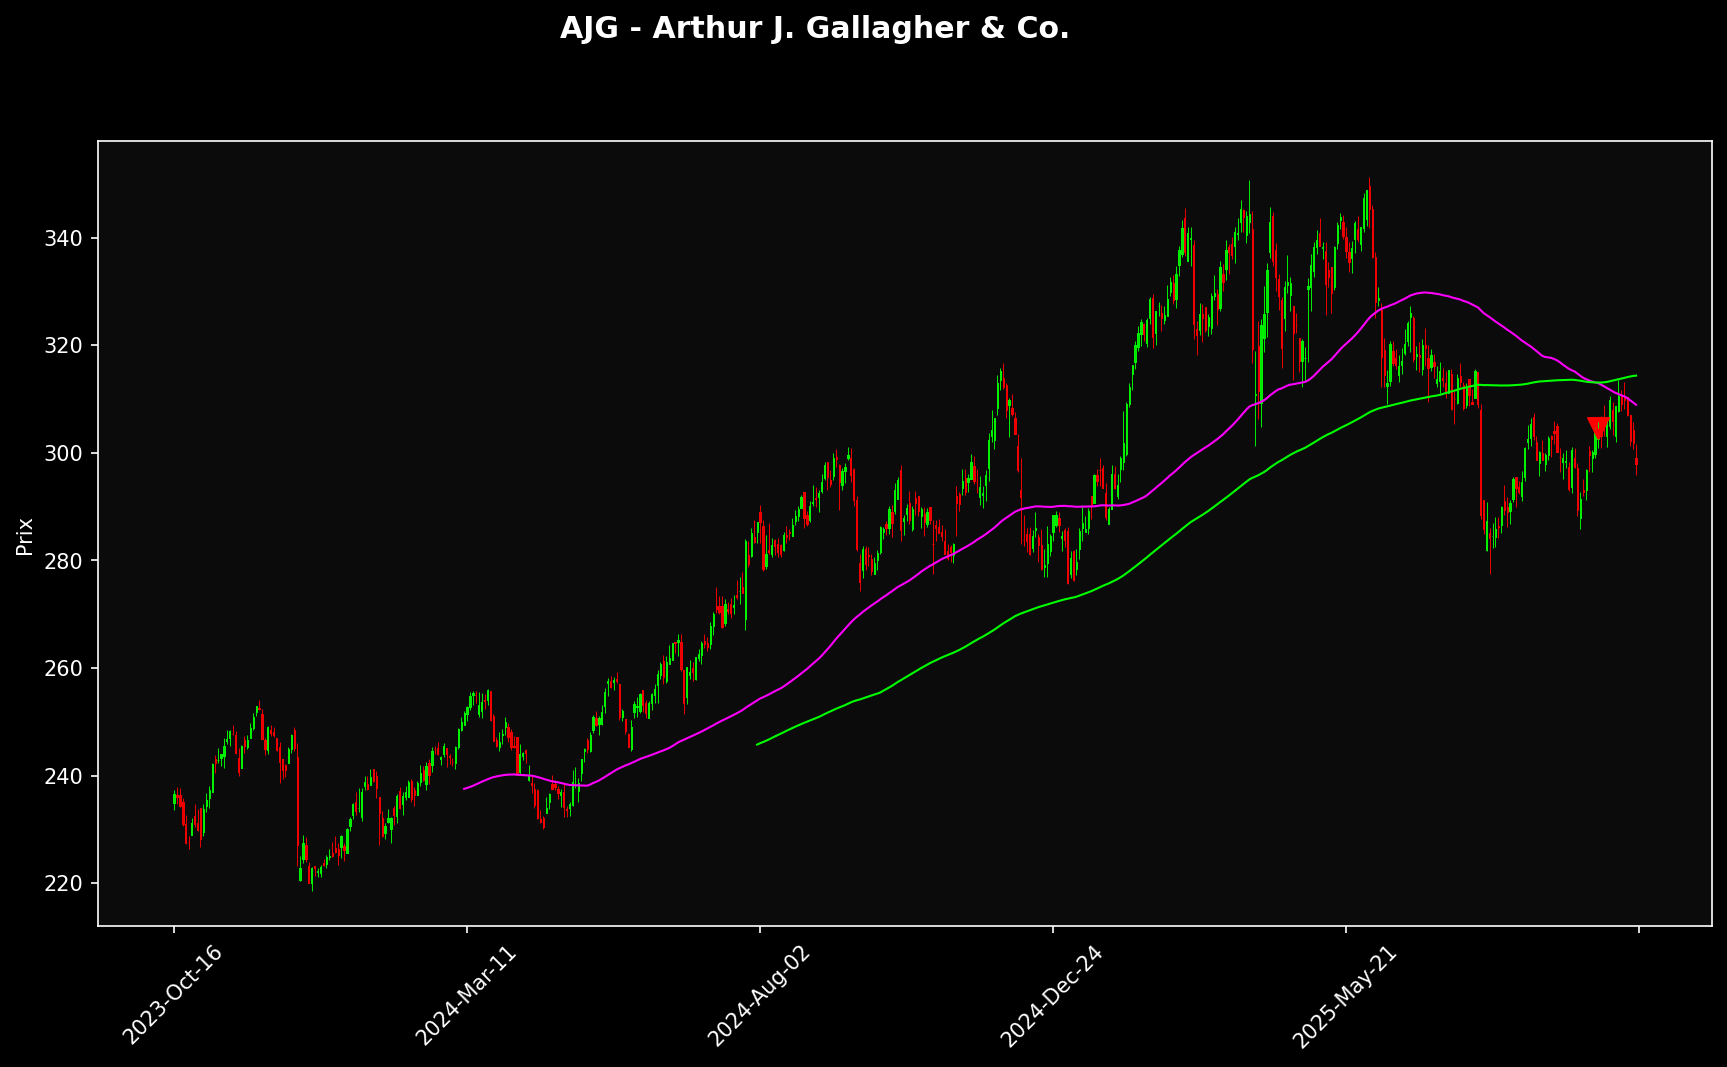 AJG - Arthur J. Gallagher & Co.
Prix
340
320
300
280
260
240
220
2023-Oct-16
2024-Mar-11
2024-Aug-02
2024-Dec-24
2025-May-21